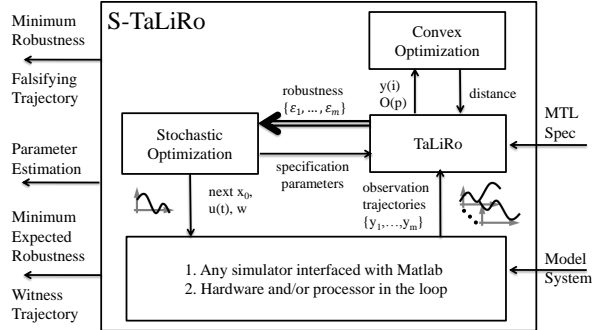 S-TaLiRo
Minimum
Robustness
Falsifying
Trajectory
Parameter
Estimation
Minimum
Expected
Robustness
Witness
Trajectory
Convex
Optimization
robustness
{ε₁, ... , ε_m}
y(i)
O(p)
distance
Stochastic
Optimization
TaLiRo
MTL
Spec
specification
parameters
next x₀,
u(t), w
observation
trajectories
{y₁,…,y_m}
1. Any simulator interfaced with Matlab
2. Hardware and/or processor in the loop
Model
System